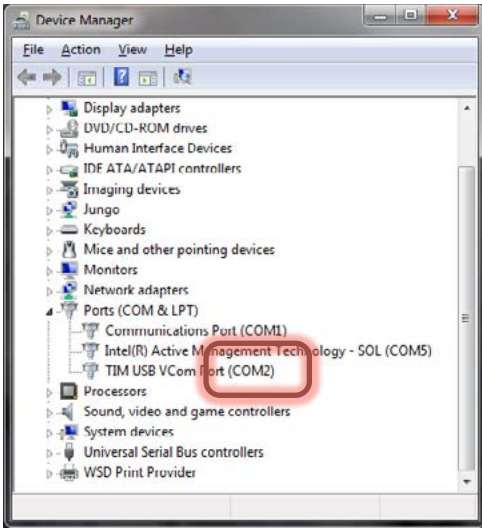 Device Manager
File Action View Help
Display adapters
DVD/CD-ROM drives
Human Interface Devices
IDE ATA/ATAPI controllers
Imaging devices
Jungo
Keyboards
Mice and other pointing devices
Monitors
Network adapters
Ports (COM & LPT)
Communications Port (COM1)
Intel(R) Active Management Technology - SOL (COM5)
TIM USB VCom Port (COM2)
Processors
Sound, video and game controllers
System devices
Universal Serial Bus controllers
WSD Print Provider